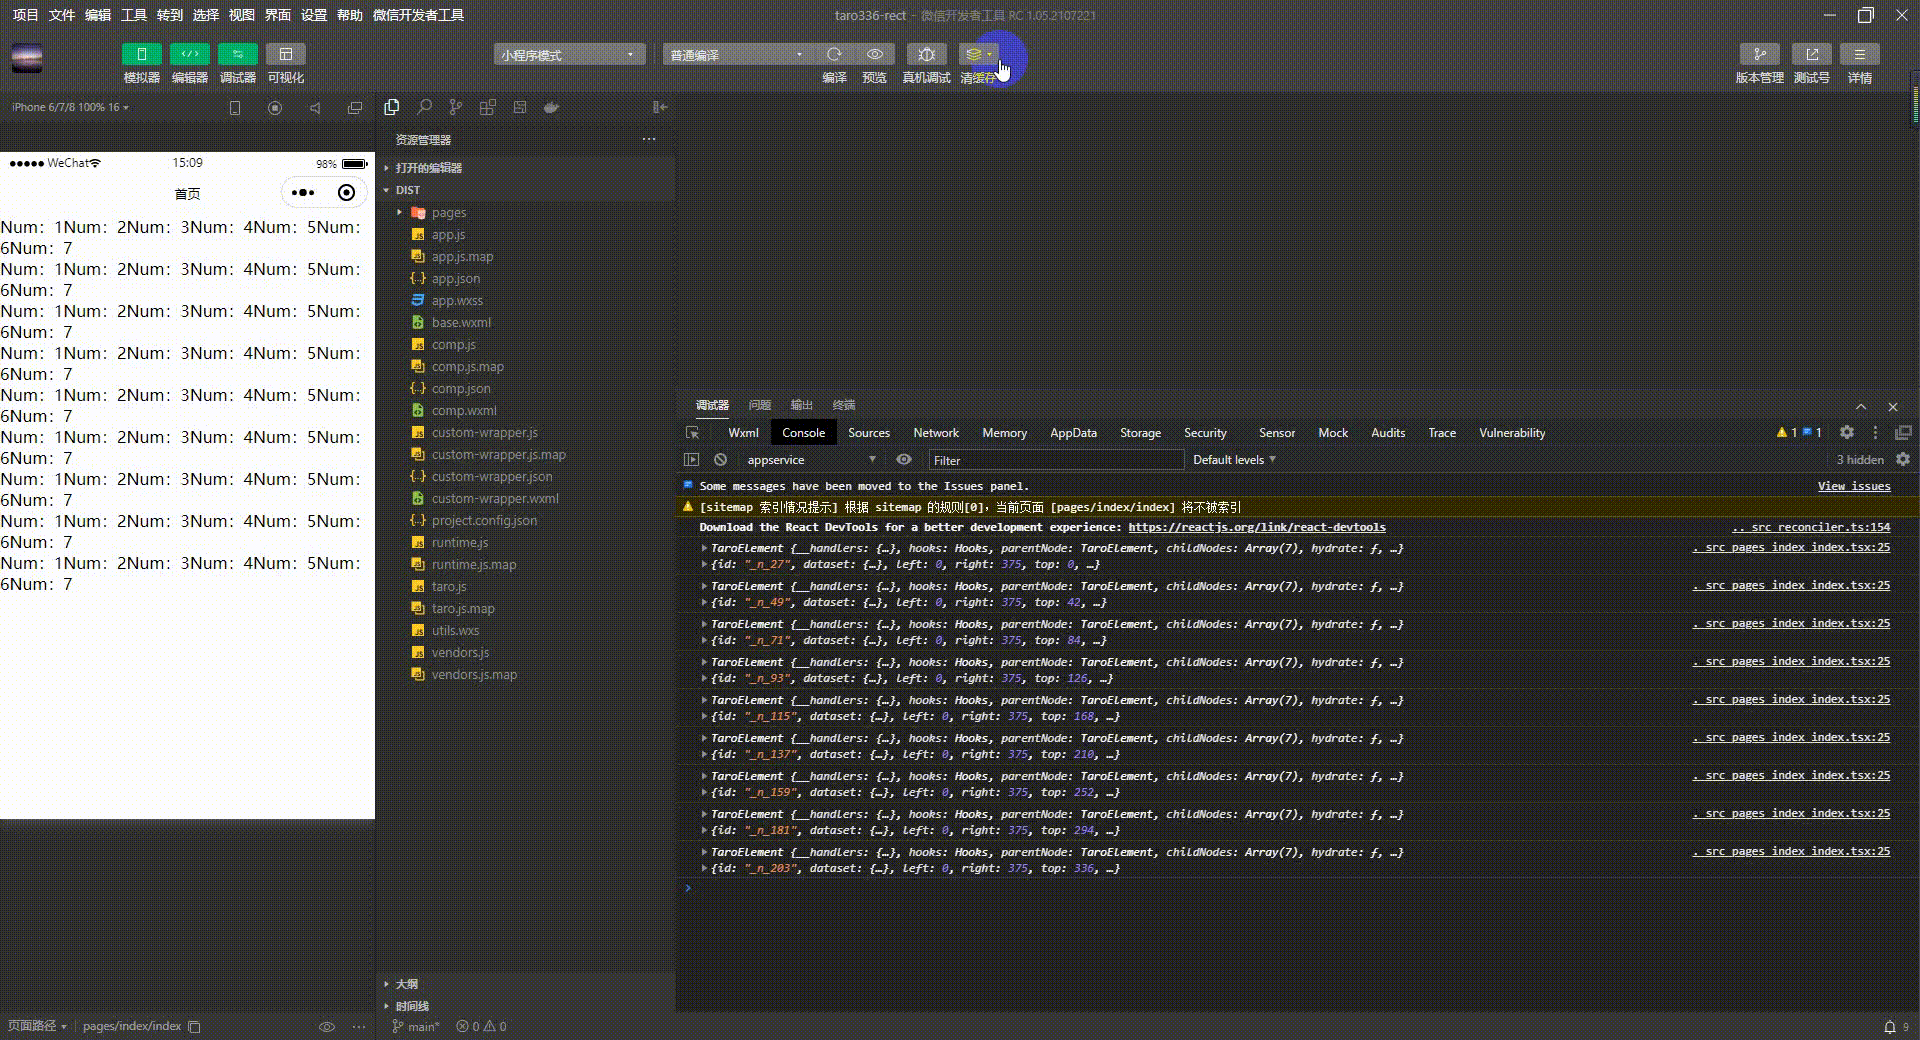 项目 文件 编辑 工具 转到 选择 视图 界面 设置 帮助 微信开发者工具
taro336-rect - 微信开发者工具 RC 1.05.2107221
小程序模式
普通编译
模拟器 编辑器 调试器 可视化
编译 预览 真机调试 清缓存
版本管理 测试号 详情
iPhone 6/7/8 100% 16
资源管理器
WeChat
15:09
98%
首页
Num: 1Num: 2Num: 3Num: 4Num: 5Num:
6Num: 7
Num: 1Num: 2Num: 3Num: 4Num: 5Num:
6Num: 7
Num: 1Num: 2Num: 3Num: 4Num: 5Num:
6Num: 7
Num: 1Num: 2Num: 3Num: 4Num: 5Num:
6Num: 7
Num: 1Num: 2Num: 3Num: 4Num: 5Num:
6Num: 7
Num: 1Num: 2Num: 3Num: 4Num: 5Num:
6Num: 7
Num: 1Num: 2Num: 3Num: 4Num: 5Num:
6Num: 7
Num: 1Num: 2Num: 3Num: 4Num: 5Num:
6Num: 7
Num: 1Num: 2Num: 3Num: 4Num: 5Num:
6Num: 7
打开的编辑器
DIST
pages
app.js
app.js.map
app.json
app.wxss
base.wxml
comp.js
comp.js.map
comp.json
comp.wxml
custom-wrapper.js
custom-wrapper.js.map
custom-wrapper.json
custom-wrapper.wxml
project.config.json
runtime.js
runtime.js.map
taro.js
taro.js.map
utils.wxs
vendors.js
vendors.js.map
大纲
时间线
调试器 问题 输出 终端
Wxml Console Sources Network Memory AppData Storage Security Sensor Mock Audits Trace Vulnerability
1 1
appservice
Filter
Default levels
3 hidden
Some messages have been moved to the Issues panel.
View issues
[sitemap 索引情况提示] 根据 sitemap 的规则[0]，当前页面 [pages/index/index] 将不被索引
Download the React DevTools for a better development experience: https://reactjs.org/link/react-devtools
.. src reconciler.ts:154
TaroElement {__handlers: {…}, hooks: Hooks, parentNode: TaroElement, childNodes: Array(7), hydrate: ƒ, …}
. src pages index index.tsx:25
{id: "_n_27", dataset: {…}, left: 0, right: 375, top: 0, …}
TaroElement {__handlers: {…}, hooks: Hooks, parentNode: TaroElement, childNodes: Array(7), hydrate: ƒ, …}
. src pages index index.tsx:25
{id: "_n_49", dataset: {…}, left: 0, right: 375, top: 42, …}
TaroElement {__handlers: {…}, hooks: Hooks, parentNode: TaroElement, childNodes: Array(7), hydrate: ƒ, …}
. src pages index index.tsx:25
{id: "_n_71", dataset: {…}, left: 0, right: 375, top: 84, …}
TaroElement {__handlers: {…}, hooks: Hooks, parentNode: TaroElement, childNodes: Array(7), hydrate: ƒ, …}
. src pages index index.tsx:25
{id: "_n_93", dataset: {…}, left: 0, right: 375, top: 126, …}
TaroElement {__handlers: {…}, hooks: Hooks, parentNode: TaroElement, childNodes: Array(7), hydrate: ƒ, …}
. src pages index index.tsx:25
{id: "_n_115", dataset: {…}, left: 0, right: 375, top: 168, …}
TaroElement {__handlers: {…}, hooks: Hooks, parentNode: TaroElement, childNodes: Array(7), hydrate: ƒ, …}
. src pages index index.tsx:25
{id: "_n_137", dataset: {…}, left: 0, right: 375, top: 210, …}
TaroElement {__handlers: {…}, hooks: Hooks, parentNode: TaroElement, childNodes: Array(7), hydrate: ƒ, …}
. src pages index index.tsx:25
{id: "_n_159", dataset: {…}, left: 0, right: 375, top: 252, …}
TaroElement {__handlers: {…}, hooks: Hooks, parentNode: TaroElement, childNodes: Array(7), hydrate: ƒ, …}
. src pages index index.tsx:25
{id: "_n_181", dataset: {…}, left: 0, right: 375, top: 294, …}
TaroElement {__handlers: {…}, hooks: Hooks, parentNode: TaroElement, childNodes: Array(7), hydrate: ƒ, …}
. src pages index index.tsx:25
{id: "_n_203", dataset: {…}, left: 0, right: 375, top: 336, …}
页面路径 pages/index/index
main* 0 0
9